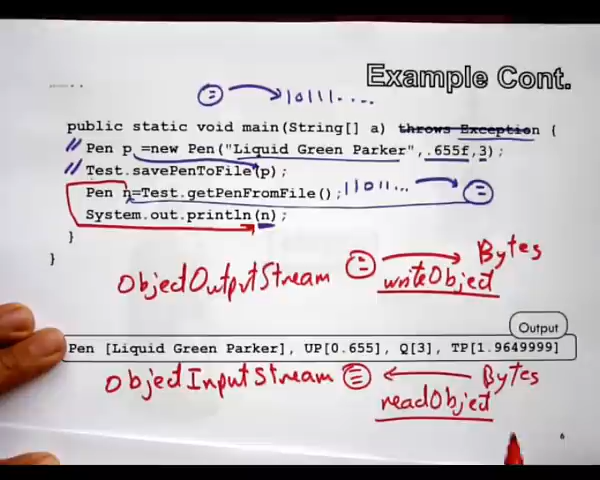 Example Cont.
10111....
public static void main(String[] a) throws Exception {
// Pen p =new Pen("Liquid Green Parker",.655f,3);
// Test.savePenToFile(p);
Pen n=Test.getPenFromFile(); 11011...
System.out.println(n);
}
}
ObjectOutputStream Bytes
writeObject
Output
Pen [Liquid Green Parker], UP[0.655], Q[3], TP[1.9649999]
ObjectInputStream Bytes
readObject
6